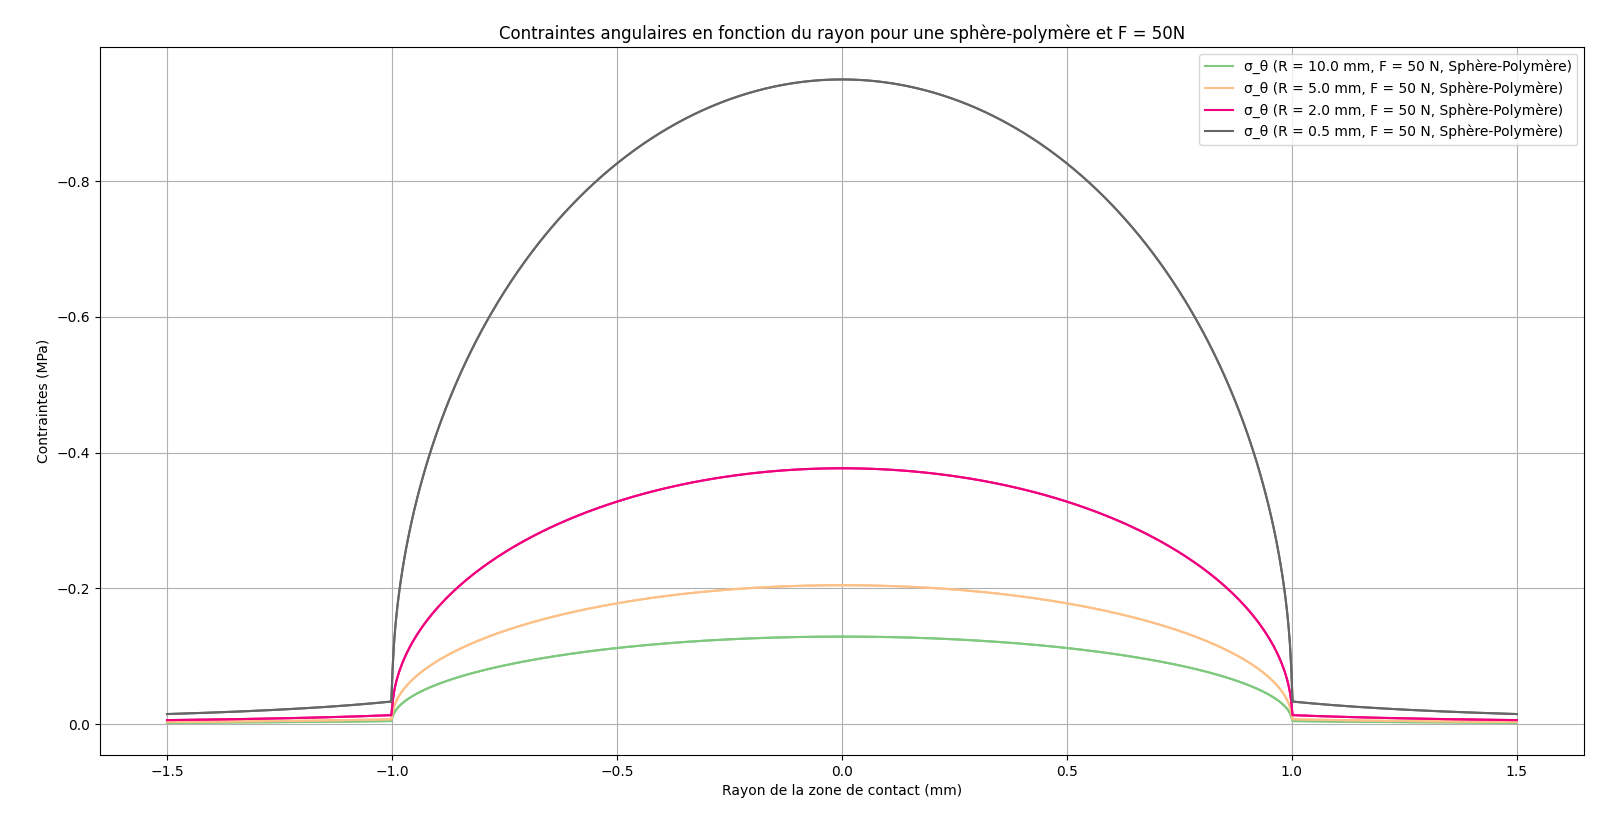 Contraintes angulaires en fonction du rayon pour une sphère-polymère et F = 50N
σ_θ (R = 10.0 mm, F = 50 N, Sphère-Polymère)
σ_θ (R = 5.0 mm, F = 50 N, Sphère-Polymère)
σ_θ (R = 2.0 mm, F = 50 N, Sphère-Polymère)
σ_θ (R = 0.5 mm, F = 50 N, Sphère-Polymère)
Contraintes (MPa)
−0.8
−0.6
−0.4
−0.2
0.0
−1.5 −1.0 −0.5 0.0 0.5 1.0 1.5
Rayon de la zone de contact (mm)